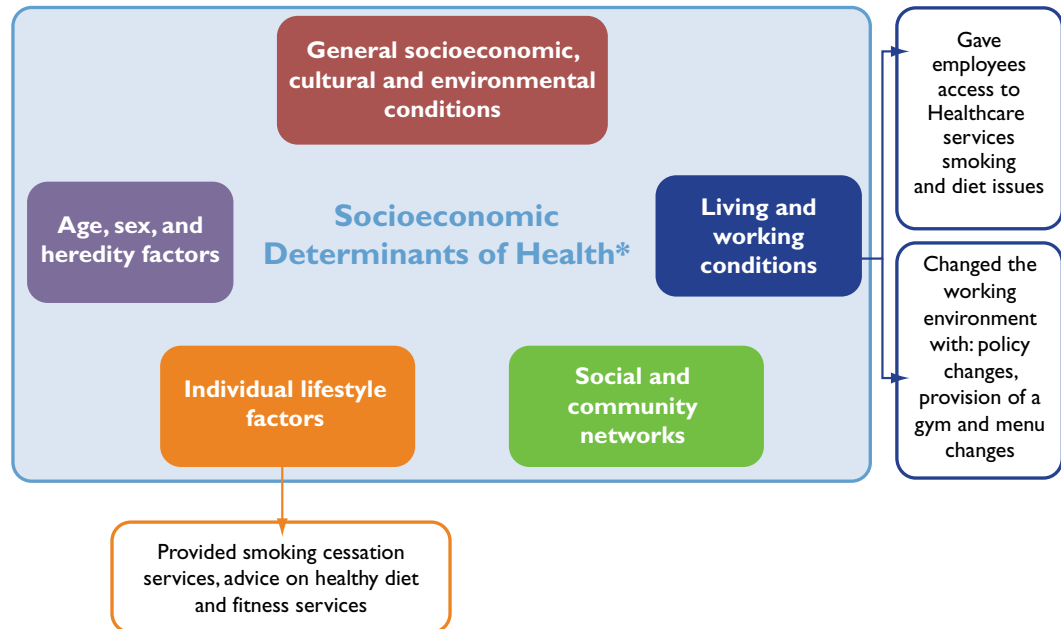 General socioeconomic,
cultural and environmental
conditions
Age, sex, and
heredity factors
Socioeconomic
Determinants of Health*
Living and
working
conditions
Individual lifestyle
factors
Social and
community
networks
Gave
employees
access to
Healthcare
services
smoking
and diet issues
Changed the
working
environment
with: policy
changes,
provision of a
gym and menu
changes
Provided smoking cessation
services, advice on healthy diet
and fitness services